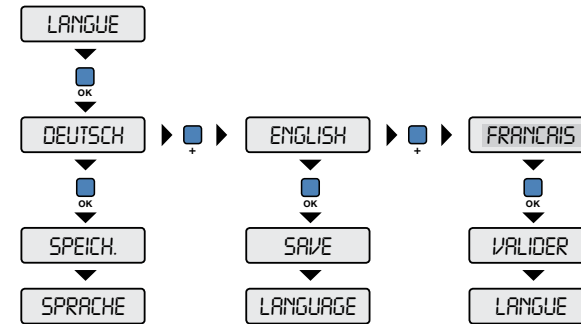 LANGUE
OK
DEUTSCH + ENGLISH + FRANCAIS
OK OK OK
SPEICH. SAVE VALIDER
SPRACHE LANGUAGE LANGUE